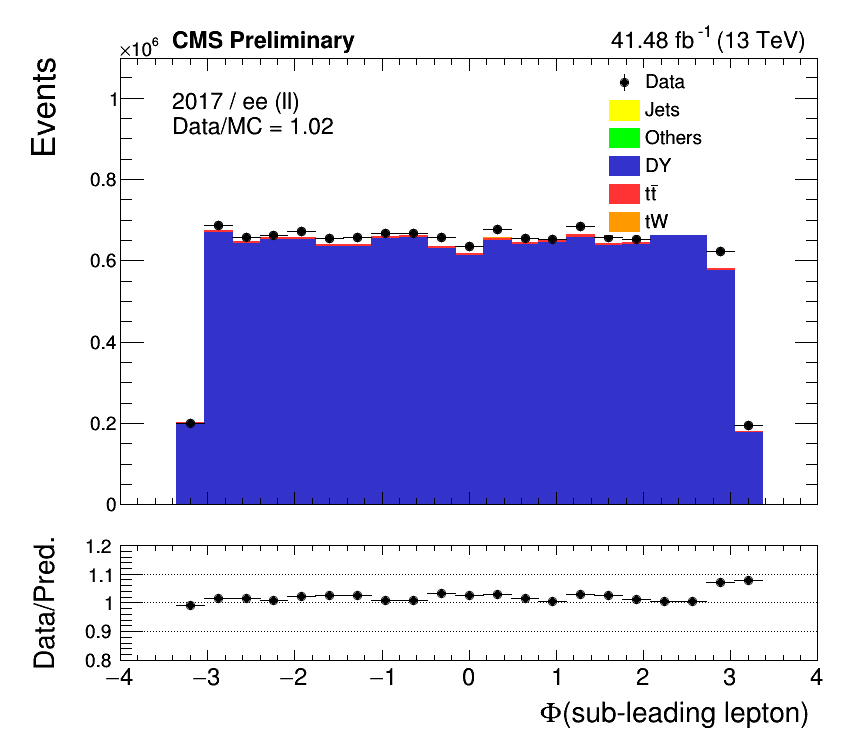 ×10⁶ CMS Preliminary 41.48 fb⁻¹ (13 TeV)
Events
2017 / ee (ll)
Data/MC = 1.02
Data
Jets
Others
DY
tt̄
tW
1
0.8
0.6
0.4
0.2
0
Data/Pred.
1.2
1.1
1
0.9
0.8
−4 −3 −2 −1 0 1 2 3 4
Φ(sub-leading lepton)